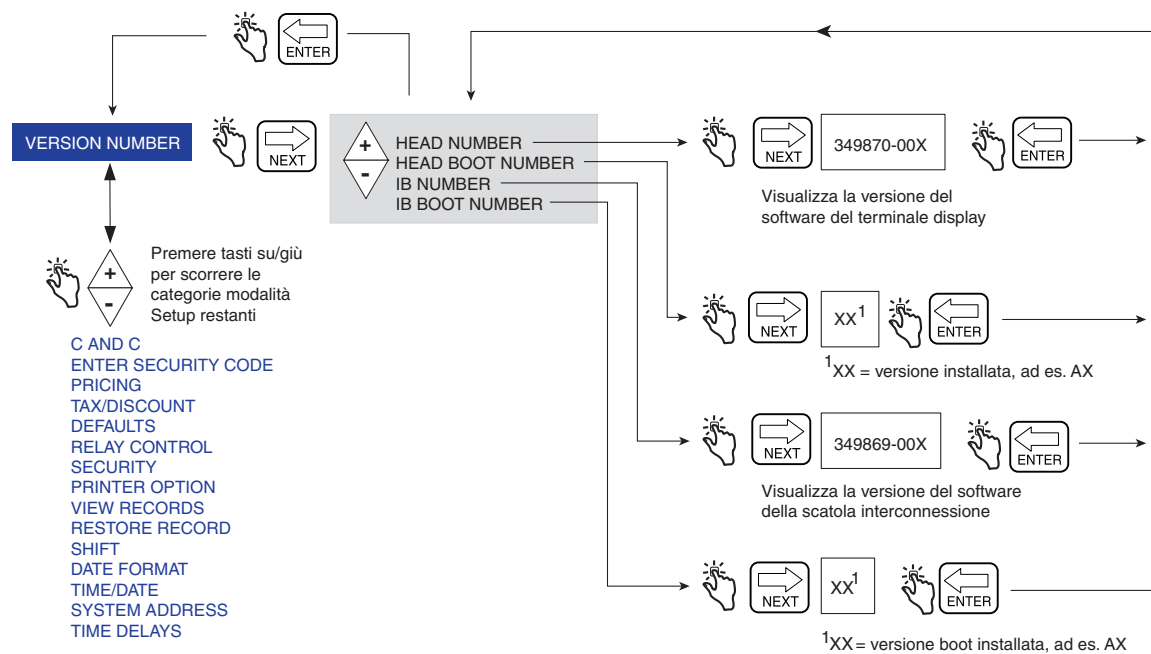 ENTER
VERSION NUMBER
NEXT
+
-
HEAD NUMBER
HEAD BOOT NUMBER
IB NUMBER
IB BOOT NUMBER
NEXT
349870-00X
ENTER
Visualizza la versione del
software del terminale display
+
-
Premere tasti su/giù
per scorrere le
categorie modalità
Setup restanti
NEXT
XX1
ENTER
1XX = versione installata, ad es. AX
C AND C
ENTER SECURITY CODE
PRICING
TAX/DISCOUNT
DEFAULTS
RELAY CONTROL
SECURITY
PRINTER OPTION
VIEW RECORDS
RESTORE RECORD
SHIFT
DATE FORMAT
TIME/DATE
SYSTEM ADDRESS
TIME DELAYS
NEXT
349869-00X
ENTER
Visualizza la versione del software
della scatola interconnessione
NEXT
XX1
ENTER
1XX = versione boot installata, ad es. AX